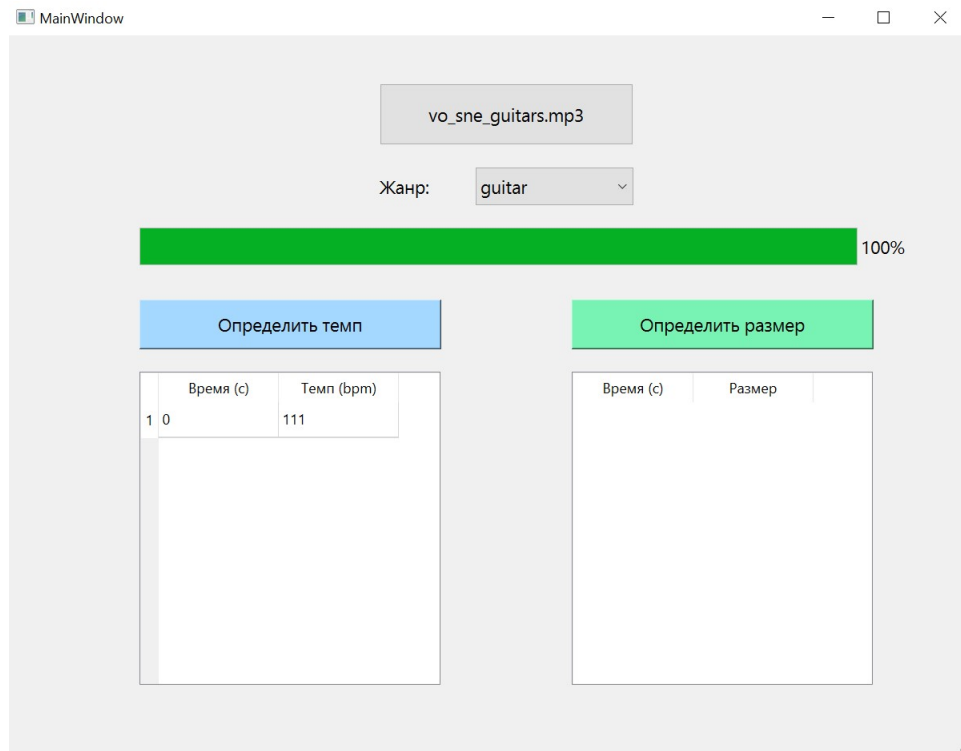 MainWindow
vo_sne_guitars.mp3
Жанр: guitar
100%
Определить темп Определить размер
Время (с) Темп (bpm) Время (с) Размер
1 0 111